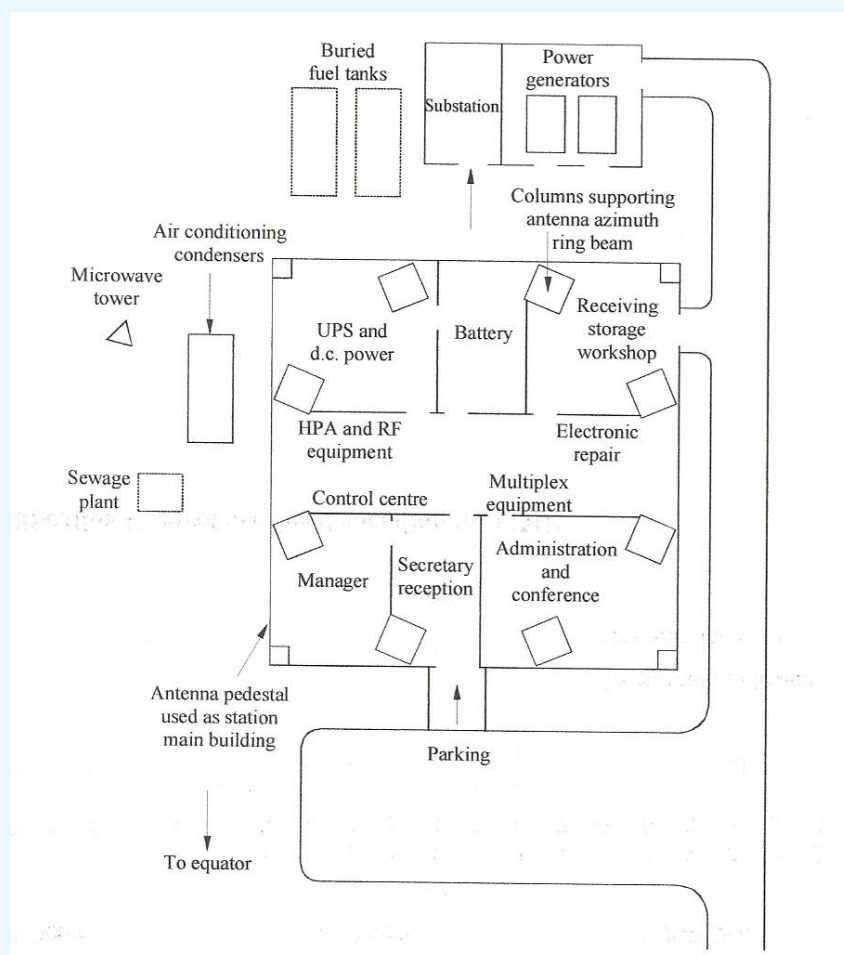 Buried
fuel tanks
Power
generators
Substation
Columns supporting
antenna azimuth
ring beam
Air conditioning
condensers
Microwave
tower
UPS and
d.c. power
Battery
Receiving
storage
workshop
HPA and RF
equipment
Electronic
repair
Sewage
plant
Control centre
Multiplex
equipment
Manager
Secretary
reception
Administration
and
conference
Antenna pedestal
used as station
main building
Parking
To equator